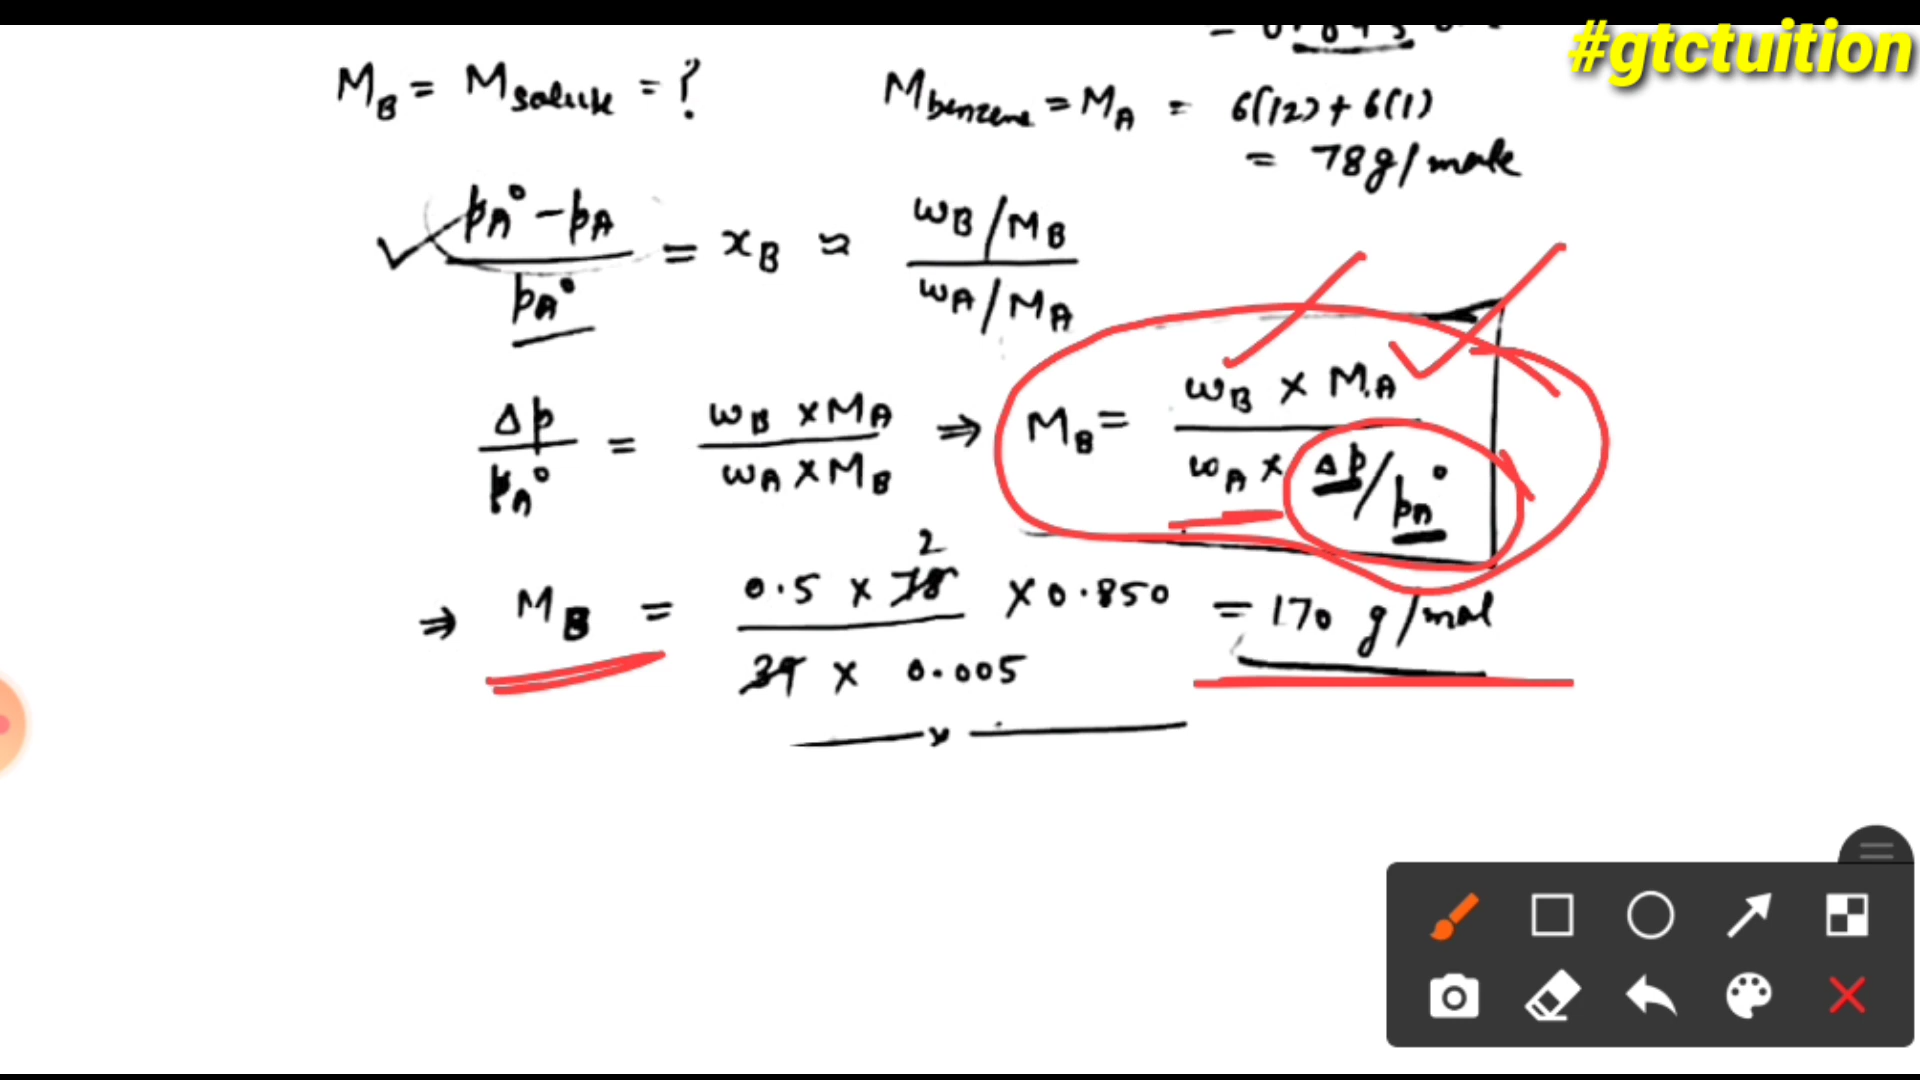 #gtctuition
M_B = M_solute = ?
M_benzene = M_A = 6(12) + 6(1)
= 78 g/mole
(p_A° − p_A) / p_A° = x_B ≈ (w_B/M_B) / (w_A/M_A)
Δp / p_A° = (w_B × M_A) / (w_A × M_B) ⇒ M_B = (w_B × M_A) / (w_A × Δp/p_A°)
2
⇒ M_B = (0.5 × 78) / (39 × 0.005) × 0.850 = 170 g/mol
x